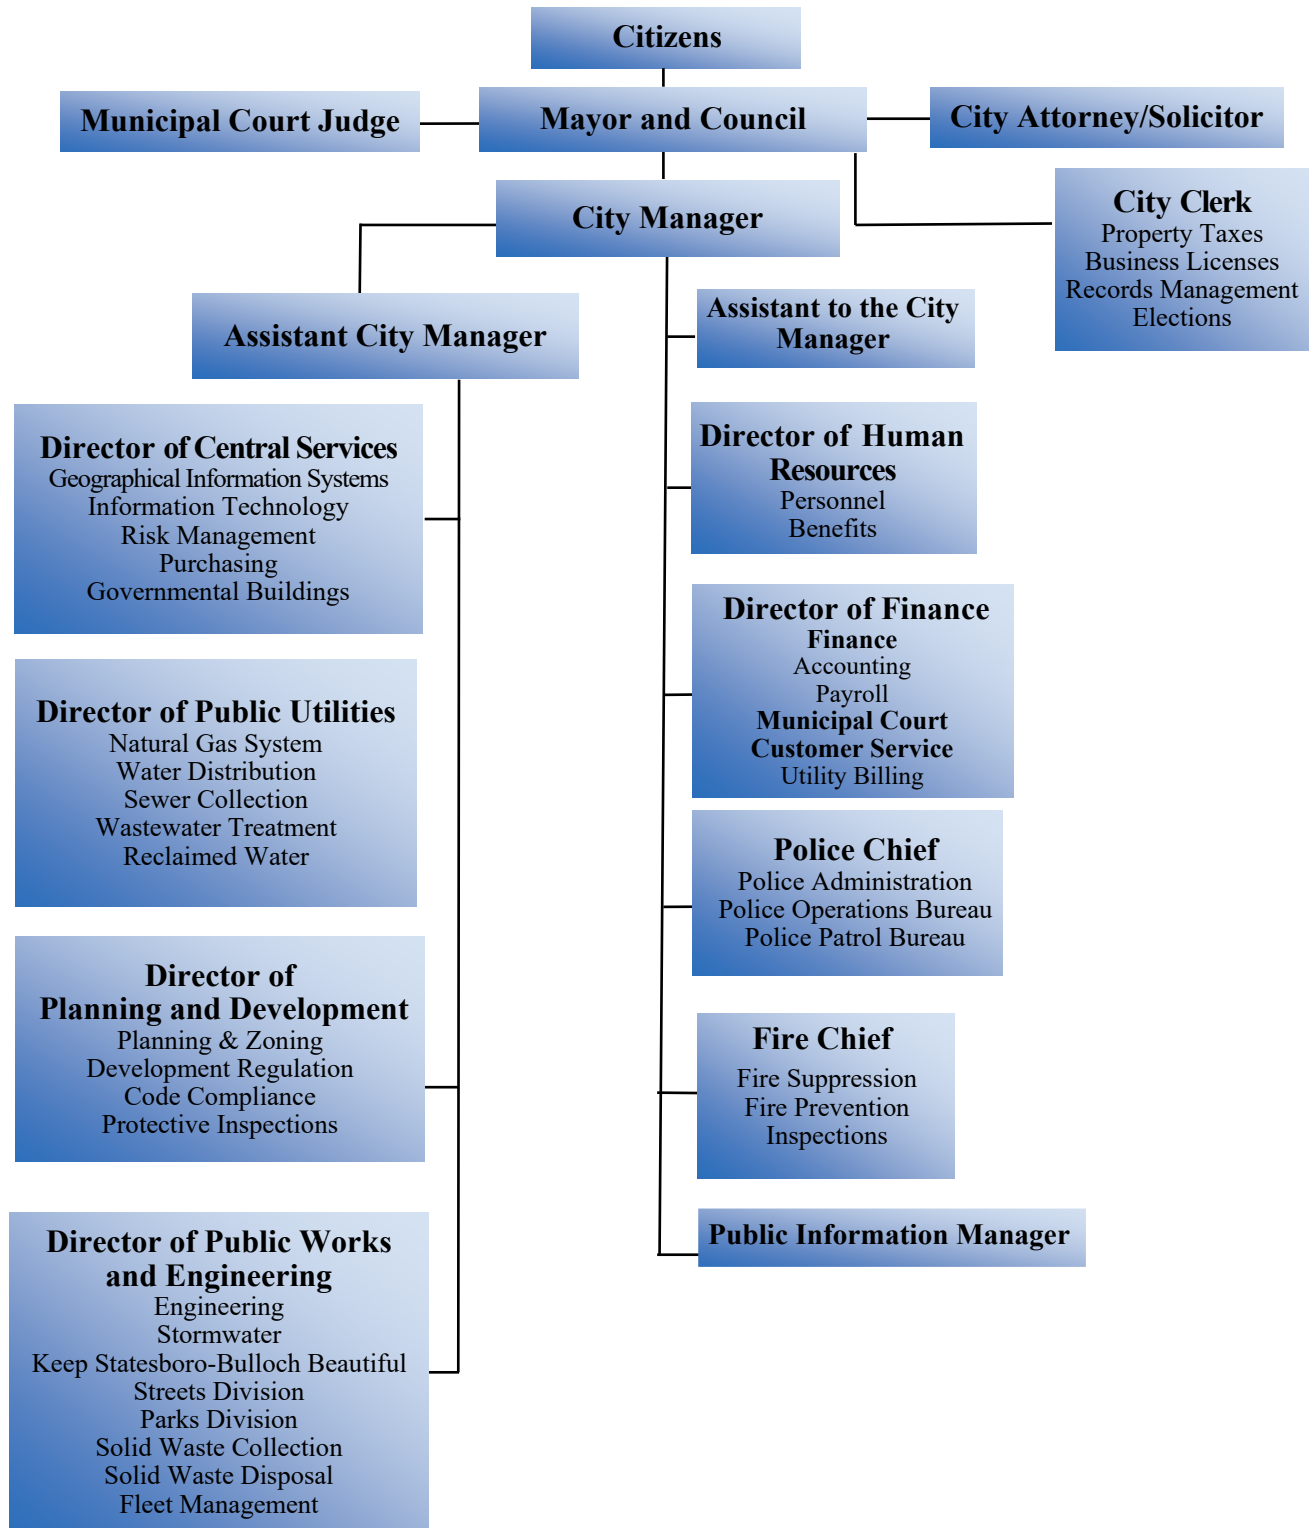 Citizens
Municipal Court Judge
Mayor and Council
City Attorney/Solicitor
City Manager
City Clerk
Property Taxes
Business Licenses
Records Management
Elections
Assistant City Manager
Assistant to the City
Manager
Director of Central Services
Geographical Information Systems
Information Technology
Risk Management
Purchasing
Governmental Buildings
Director of Public Utilities
Natural Gas System
Water Distribution
Sewer Collection
Wastewater Treatment
Reclaimed Water
Director of
Planning and Development
Planning & Zoning
Development Regulation
Code Compliance
Protective Inspections
Director of Public Works
and Engineering
Engineering
Stormwater
Keep Statesboro-Bulloch Beautiful
Streets Division
Parks Division
Solid Waste Collection
Solid Waste Disposal
Fleet Management
Director of Human
Resources
Personnel
Benefits
Director of Finance
Finance
Accounting
Payroll
Municipal Court
Customer Service
Utility Billing
Police Chief
Police Administration
Police Operations Bureau
Police Patrol Bureau
Fire Chief
Fire Suppression
Fire Prevention
Inspections
Public Information Manager